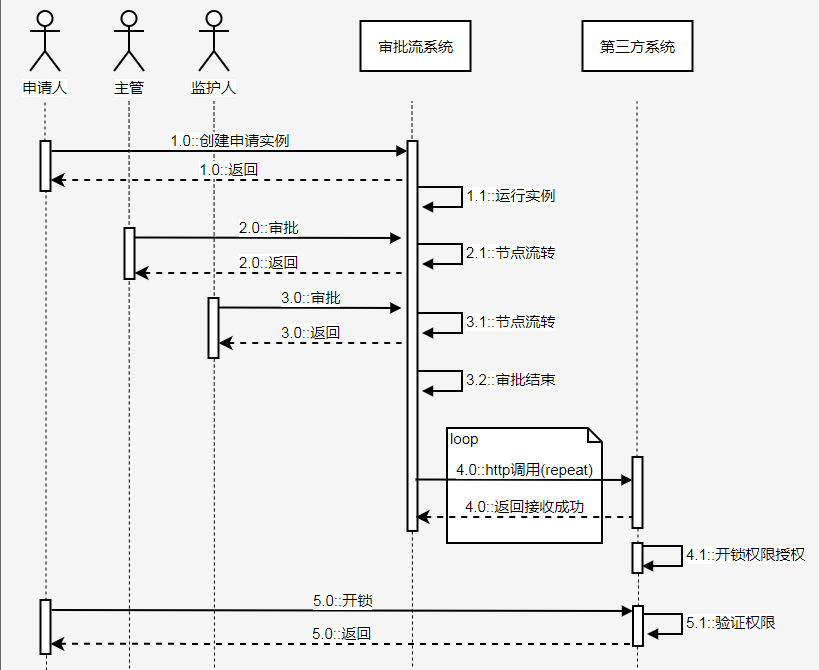 申请人
主管
监护人
审批流系统
第三方系统
1.0::创建申请实例
1.0::返回
1.1::运行实例
2.0::审批
2.1::节点流转
2.0::返回
3.0::审批
3.1::节点流转
3.0::返回
3.2::审批结束
loop
4.0::http调用(repeat)
4.0::返回接收成功
4.1::开锁权限授权
5.0::开锁
5.1::验证权限
5.0::返回